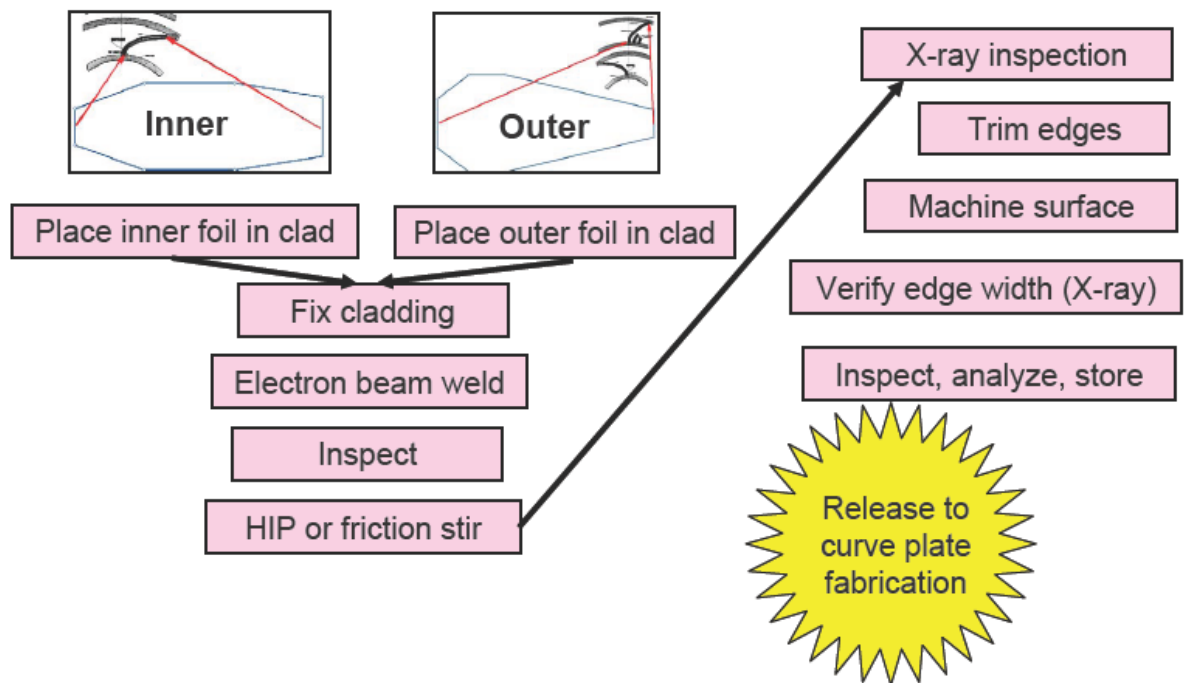 Inner
Outer
Place inner foil in clad
Place outer foil in clad
Fix cladding
Electron beam weld
Inspect
HIP or friction stir
X-ray inspection
Trim edges
Machine surface
Verify edge width (X-ray)
Inspect, analyze, store
Release to
curve plate
fabrication